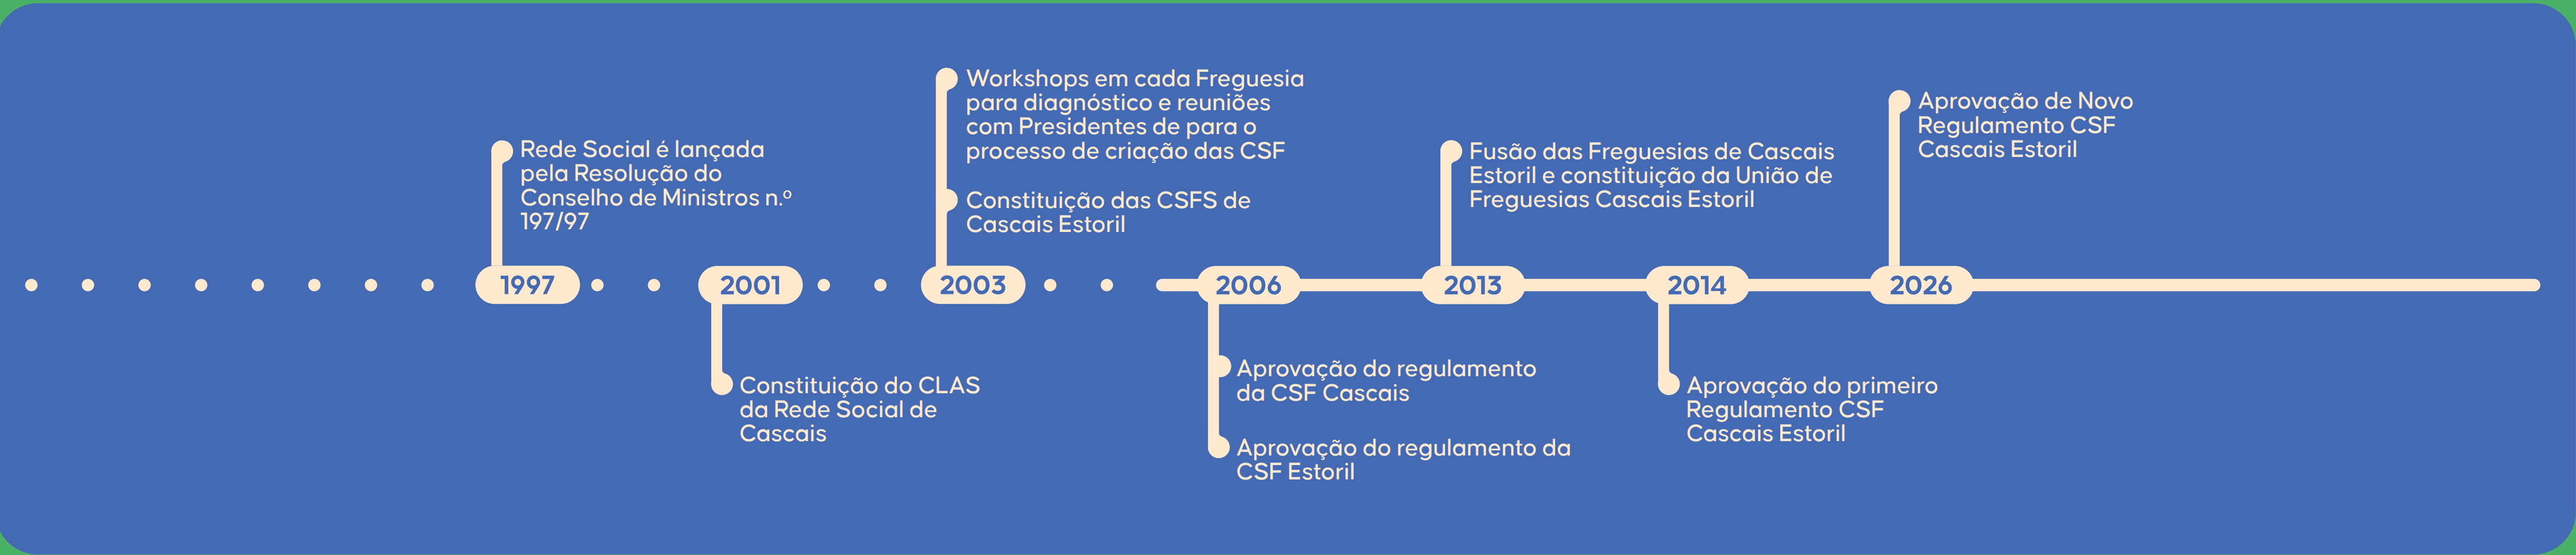 1997
Rede Social é lançada
pela Resolução do
Conselho de Ministros n.º
197/97
2001
Constituição do CLAS
da Rede Social de
Cascais
2003
Workshops em cada Freguesia
para diagnóstico e reuniões
com Presidentes de para o
processo de criação das CSF
Constituição das CSFS de
Cascais Estoril
2006
Aprovação do regulamento
da CSF Cascais
Aprovação do regulamento da
CSF Estoril
2013
Fusão das Freguesias de Cascais
Estoril e constituição da União de
Freguesias Cascais Estoril
2014
Aprovação do primeiro
Regulamento CSF
Cascais Estoril
2026
Aprovação de Novo
Regulamento CSF
Cascais Estoril